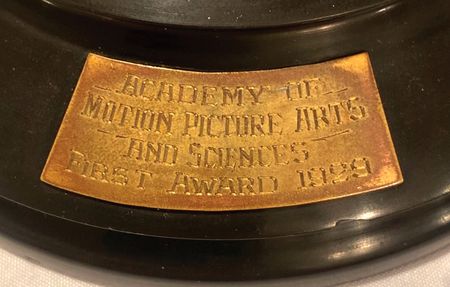 ACADEMY OF
MOTION PICTURE ARTS
AND SCIENCES
FIRST AWARD 1929